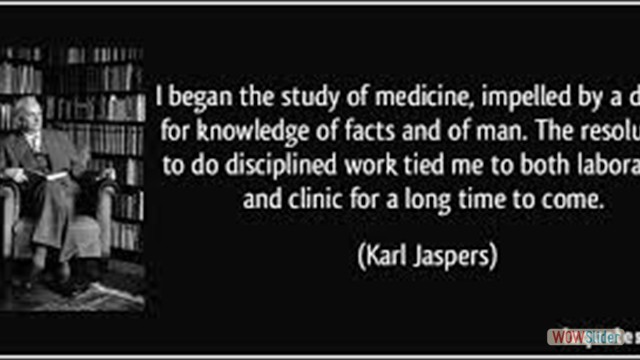 I began the study of medicine, impelled by a d
for knowledge of facts and of man. The resolu
to do disciplined work tied me to both labora
and clinic for a long time to come.
(Karl Jaspers)
WOWSlider